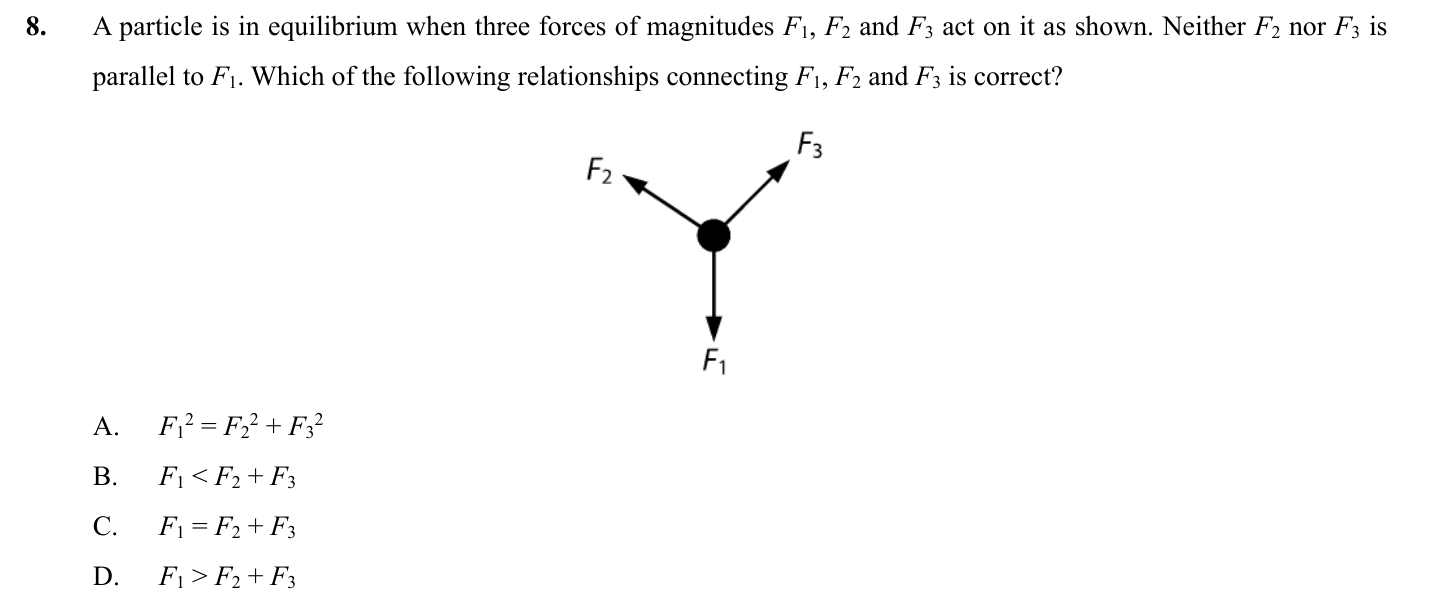 8. A particle is in equilibrium when three forces of magnitudes F₁, F₂ and F₃ act on it as shown. Neither F₂ nor F₃ is
parallel to F₁. Which of the following relationships connecting F₁, F₂ and F₃ is correct?
F₃
F₂
F₁
A. F₁² = F₂² + F₃²
B. F₁ < F₂ + F₃
C. F₁ = F₂ + F₃
D. F₁ > F₂ + F₃